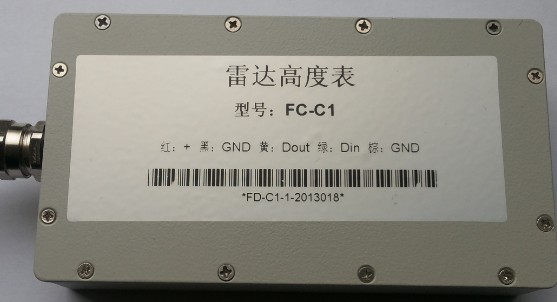 雷达高度表
型号：FC-C1
红：+ 黑：GND 黄：Dout 绿：Din 棕：GND
*FD-C1-1-2013018*